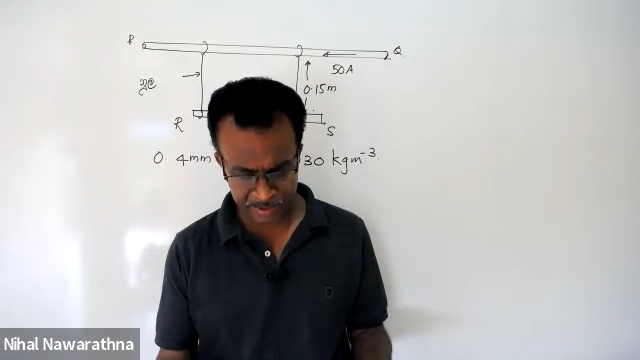 P
Q
50A
නූල
0.15m
R
S
0.4mm 30 kgm⁻³.
Nihal Nawarathna